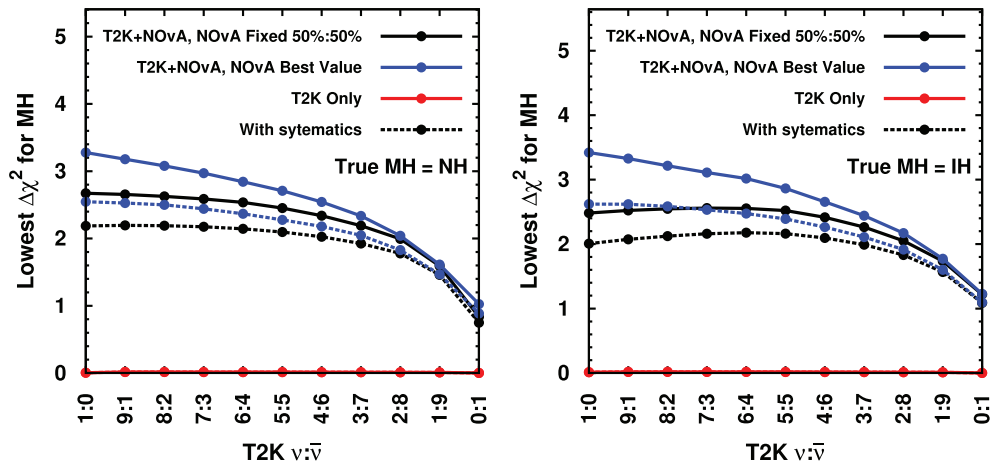 Lowest Δχ² for MH
5
4
3
2
1
0
T2K+NOvA, NOvA Fixed 50%:50%
T2K+NOvA, NOvA Best Value
T2K Only
With sytematics
True MH = NH
1:0 9:1 8:2 7:3 6:4 5:5 4:6 3:7 2:8 1:9 0:1
T2K ν:ν̅
Lowest Δχ² for MH
5
4
3
2
1
0
T2K+NOvA, NOvA Fixed 50%:50%
T2K+NOvA, NOvA Best Value
T2K Only
With sytematics
True MH = IH
1:0 9:1 8:2 7:3 6:4 5:5 4:6 3:7 2:8 1:9 0:1
T2K ν:ν̅